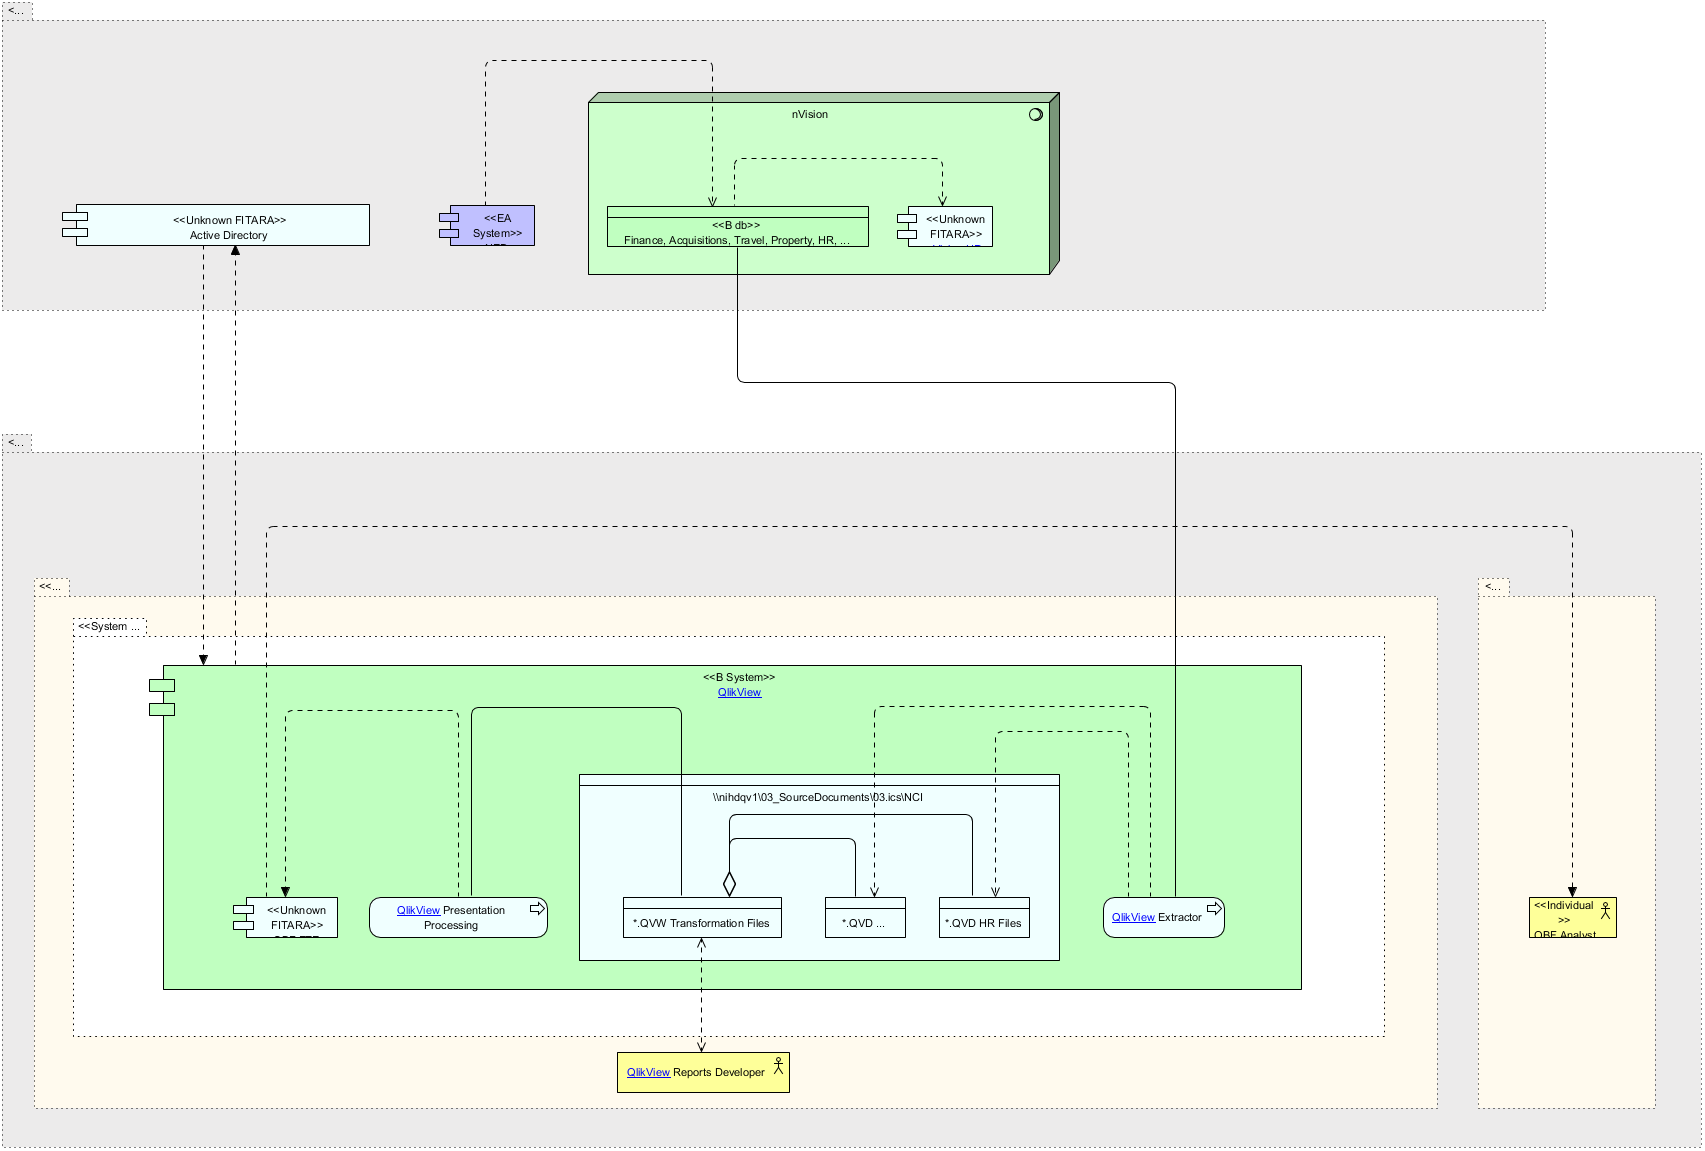 <...
nVision
<<Unknown FITARA>>
Active Directory
<<EA
System>>
<<B db>>
Finance, Acquisitions, Travel, Property, HR, ...
<<Unknown
FITARA>>
<...
<<...
<...
<<System ...
<<B System>>
QlikView
\\nihdqv1\03_SourceDocuments\03.ics\NCI
<<Unknown
FITARA>>
QlikView Presentation
Processing
*.QVW Transformation Files
*.QVD ...
*.QVD HR Files
QlikView Extractor
<<Individual
>>
OBF Analyst
QlikView Reports Developer